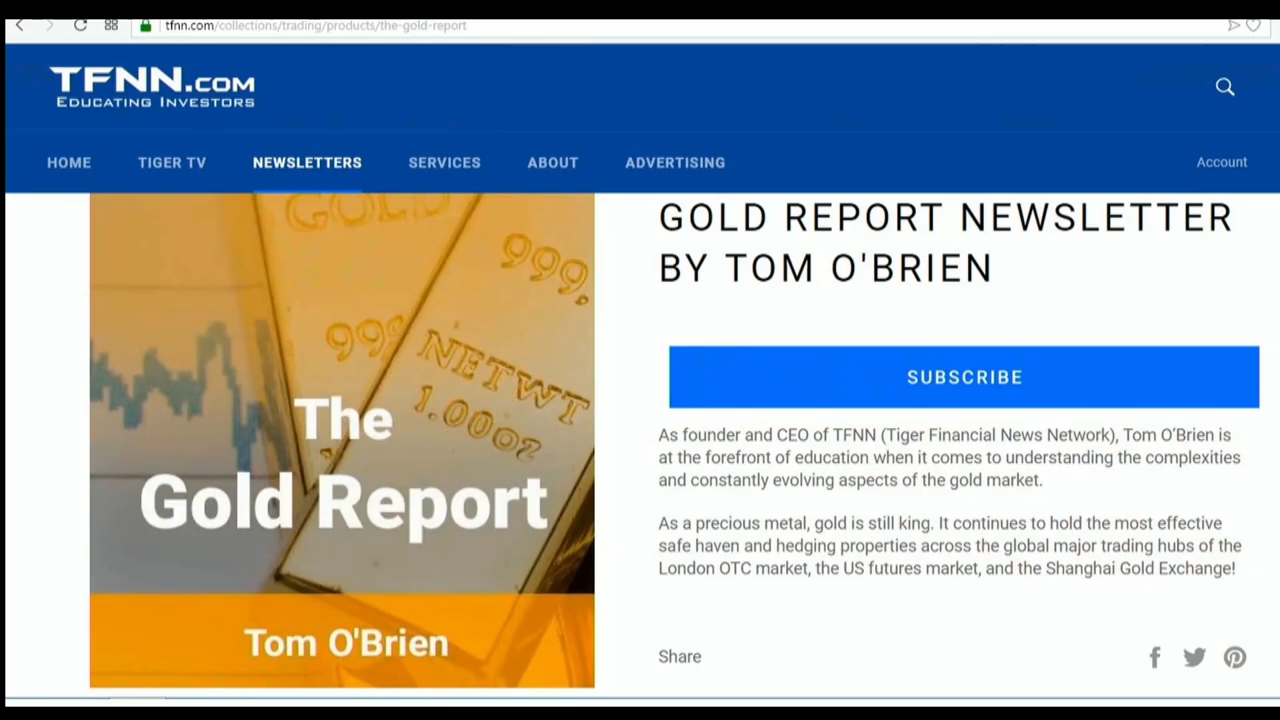 tfnn.com/collections/trading/products/the-gold-report
TFNN.COM
EDUCATING INVESTORS
HOME
TIGER TV
NEWSLETTERS
SERVICES
ABOUT
ADVERTISING
Account
GOLD
999,
999
NETWT
1.00OZ
The
Gold Report
Tom O'Brien
GOLD REPORT NEWSLETTER
BY TOM O'BRIEN
SUBSCRIBE
As founder and CEO of TFNN (Tiger Financial News Network), Tom O’Brien is
at the forefront of education when it comes to understanding the complexities
and constantly evolving aspects of the gold market.
As a precious metal, gold is still king. It continues to hold the most effective
safe haven and hedging properties across the global major trading hubs of the
London OTC market, the US futures market, and the Shanghai Gold Exchange!
Share